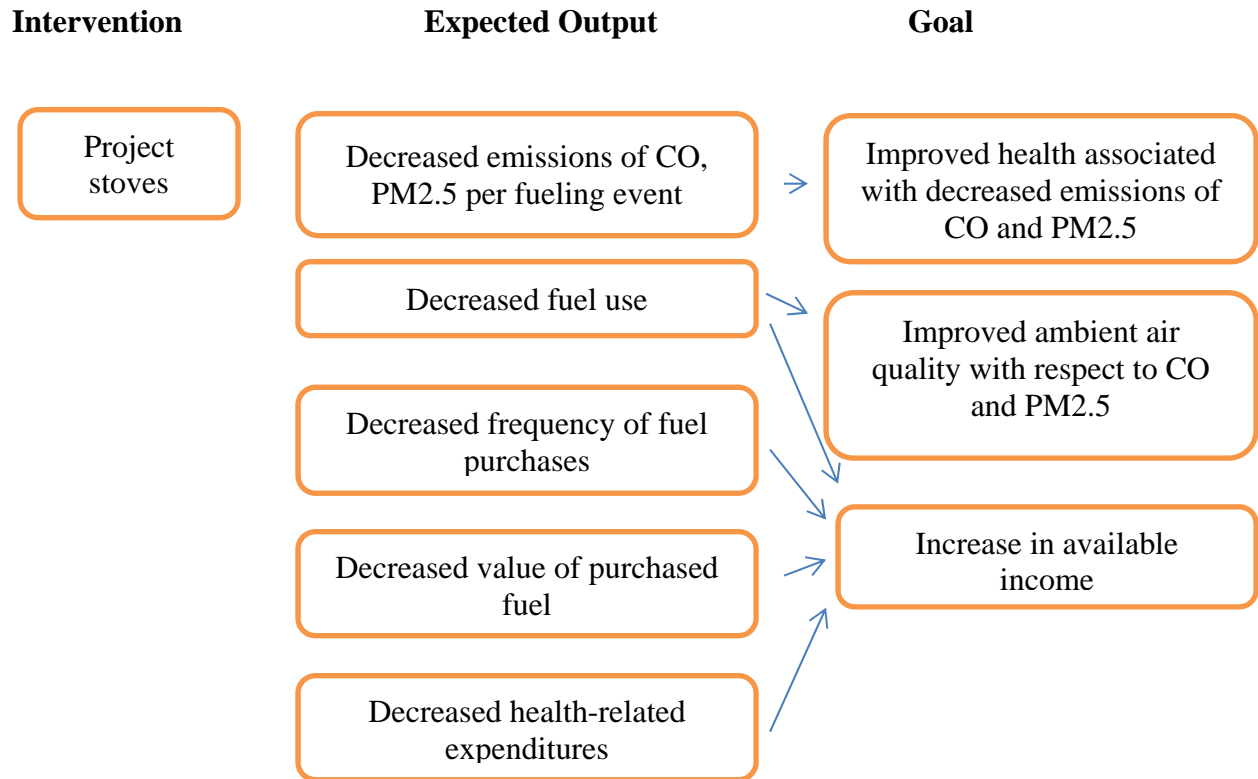 Intervention
Expected Output
Goal
Project
stoves
Decreased emissions of CO,
PM2.5 per fueling event
Improved health associated
with decreased emissions of
CO and PM2.5
Decreased fuel use
Improved ambient air
quality with respect to CO
and PM2.5
Decreased frequency of fuel
purchases
Increase in available
income
Decreased value of purchased
fuel
Decreased health-related
expenditures